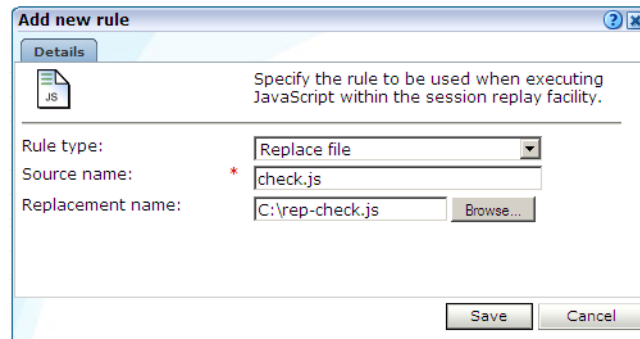 Add new rule
Details
JS
Specify the rule to be used when executing
JavaScript within the session replay facility.
Rule type:
Replace file
Source name:
*
check.js
Replacement name:
C:\rep-check.js
Browse...
Save
Cancel